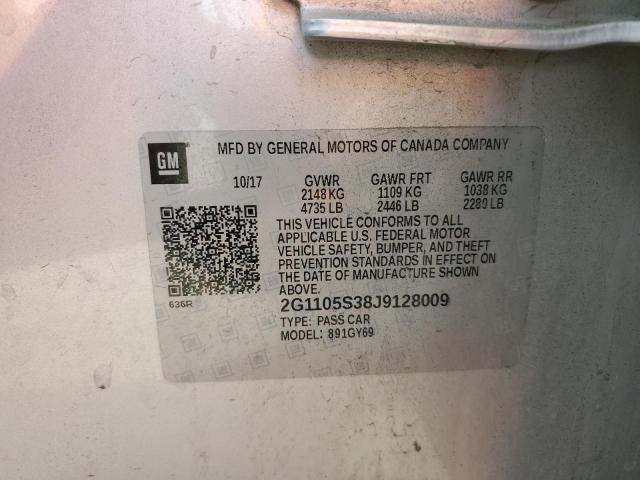 GM
MFD BY GENERAL MOTORS OF CANADA COMPANY
10/17 GVWR GAWR FRT GAWR RR
2148 KG 1109 KG 1038 KG
4735 LB 2446 LB 2289 LB
THIS VEHICLE CONFORMS TO ALL
APPLICABLE U.S. FEDERAL MOTOR
VEHICLE SAFETY, BUMPER, AND THEFT
PREVENTION STANDARDS IN EFFECT ON
THE DATE OF MANUFACTURE SHOWN
ABOVE.
636R
2G1105S38J9128009
TYPE: PASS CAR
MODEL: 891GY69